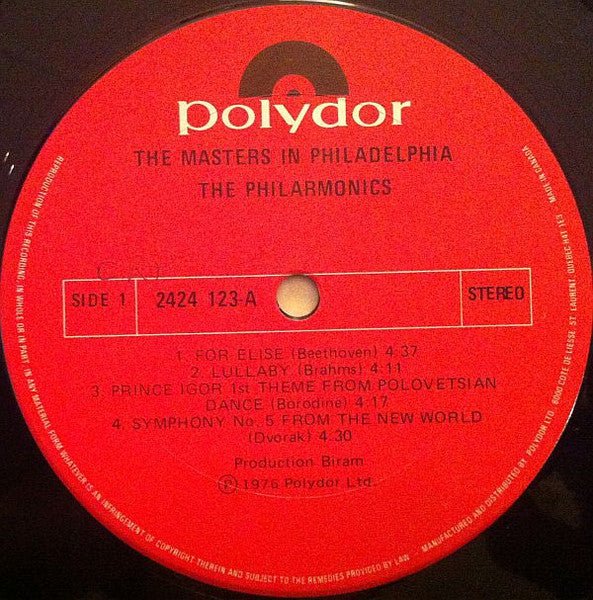 polydor
THE MASTERS IN PHILADELPHIA
THE PHILARMONICS
SIDE 1
2424 123-A
STEREO
1. FOR ELISE (Beethoven) 4:37
2. LULLABY (Brahms) 4:11
3. PRINCE IGOR 1st THEME FROM POLOVETSIAN
DANCE (Borodine) 4:17
4. SYMPHONY No. 5 FROM THE NEW WORLD
(Dvorak) 4:30
Production Biram
Ⓟ 1976 Polydor Ltd.
REPRODUCTION OF THIS RECORDING IN WHOLE OR IN PART IN ANY MATERIAL FORM WHATEVER IS AN INFRINGEMENT OF COPYRIGHT THEREIN AND SUBJECT TO THE REMEDIES PROVIDED BY LAW
MANUFACTURED AND DISTRIBUTED BY POLYDOR LTD. 6000 COTE DE LIESSE ST. LAURENT, QUEBEC H4T 1E3
MADE IN CANADA